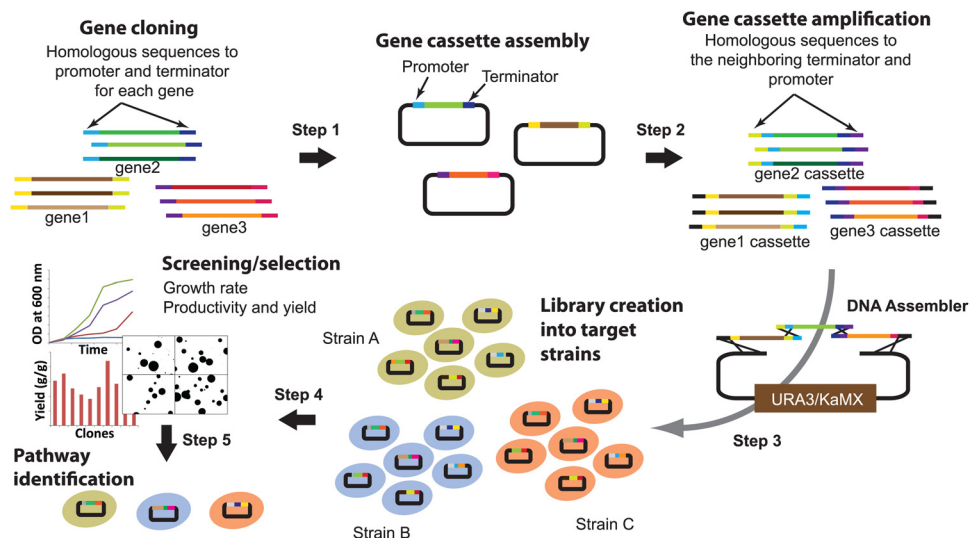 Gene cloning
Homologous sequences to
promoter and terminator
for each gene
gene2
gene1
gene3
Step 1
Gene cassette assembly
Promoter
Terminator
Step 2
Gene cassette amplification
Homologous sequences to
the neighboring terminator and
promoter
gene2 cassette
gene1 cassette
gene3 cassette
DNA Assembler
URA3/KaMX
Step 3
Library creation
into target
strains
Strain A
Strain B
Strain C
Step 4
Screening/selection
Growth rate
Productivity and yield
OD at 600 nm
Time
Yield (g/g)
Clones
Step 5
Pathway
identification